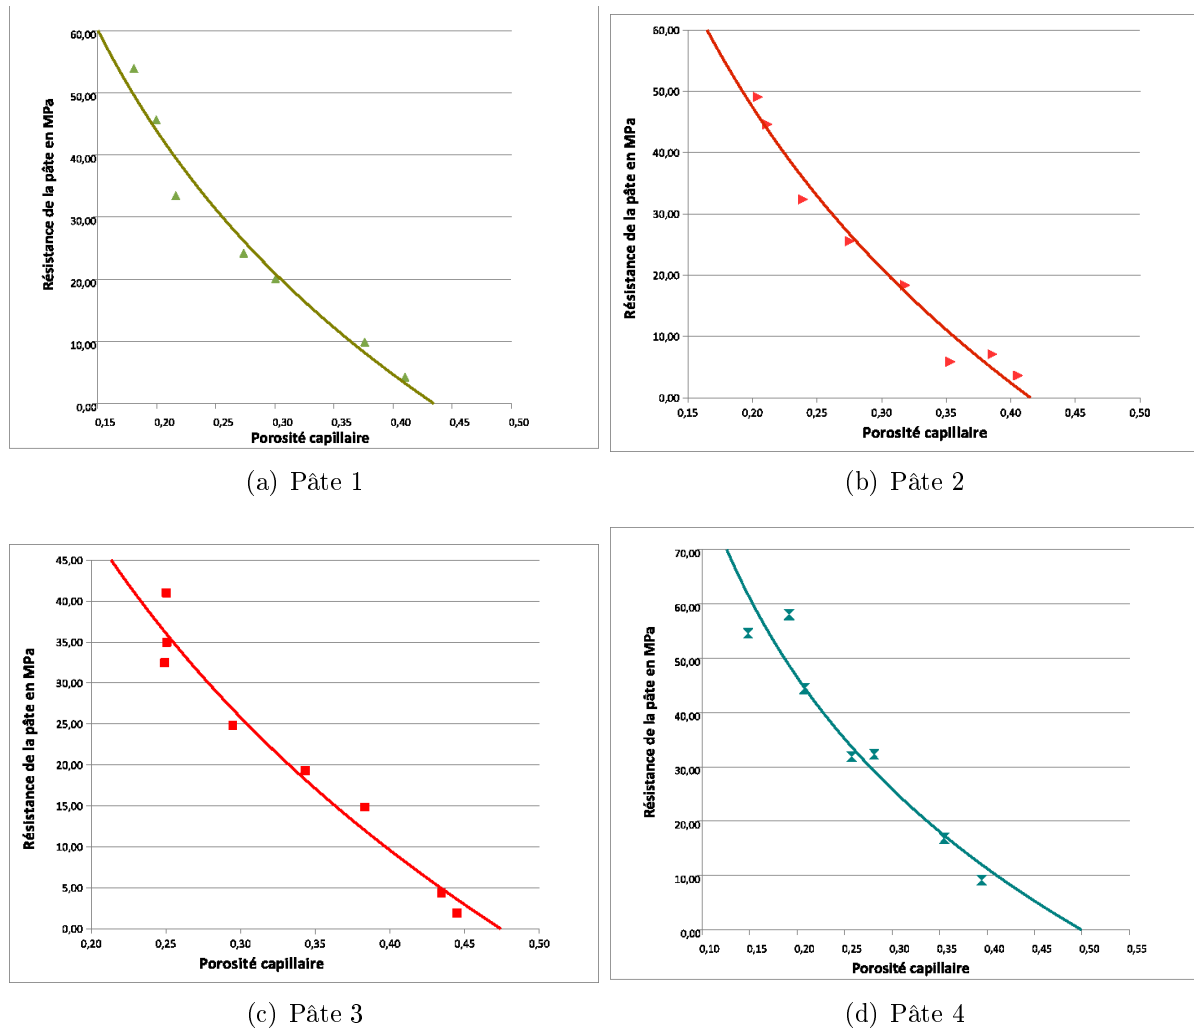 60,00
50,00
40,00
30,00
20,00
10,00
0,00
Résistance de la pâte en MPa
0,15 0,20 0,25 0,30 0,35 0,40 0,45 0,50
Porosité capillaire
(a) Pâte 1
60,00
50,00
40,00
30,00
20,00
10,00
0,00
Résistance de la pâte en MPa
0,15 0,20 0,25 0,30 0,35 0,40 0,45 0,50
Porosité capillaire
(b) Pâte 2
45,00
40,00
35,00
30,00
25,00
20,00
15,00
10,00
5,00
0,00
Résistance de la pâte en MPa
0,20 0,25 0,30 0,35 0,40 0,45 0,50
Porosité capillaire
(c) Pâte 3
70,00
60,00
50,00
40,00
30,00
20,00
10,00
0,00
Résistance de la pâte en MPa
0,10 0,15 0,20 0,25 0,30 0,35 0,40 0,45 0,50 0,55
Porosité capillaire
(d) Pâte 4